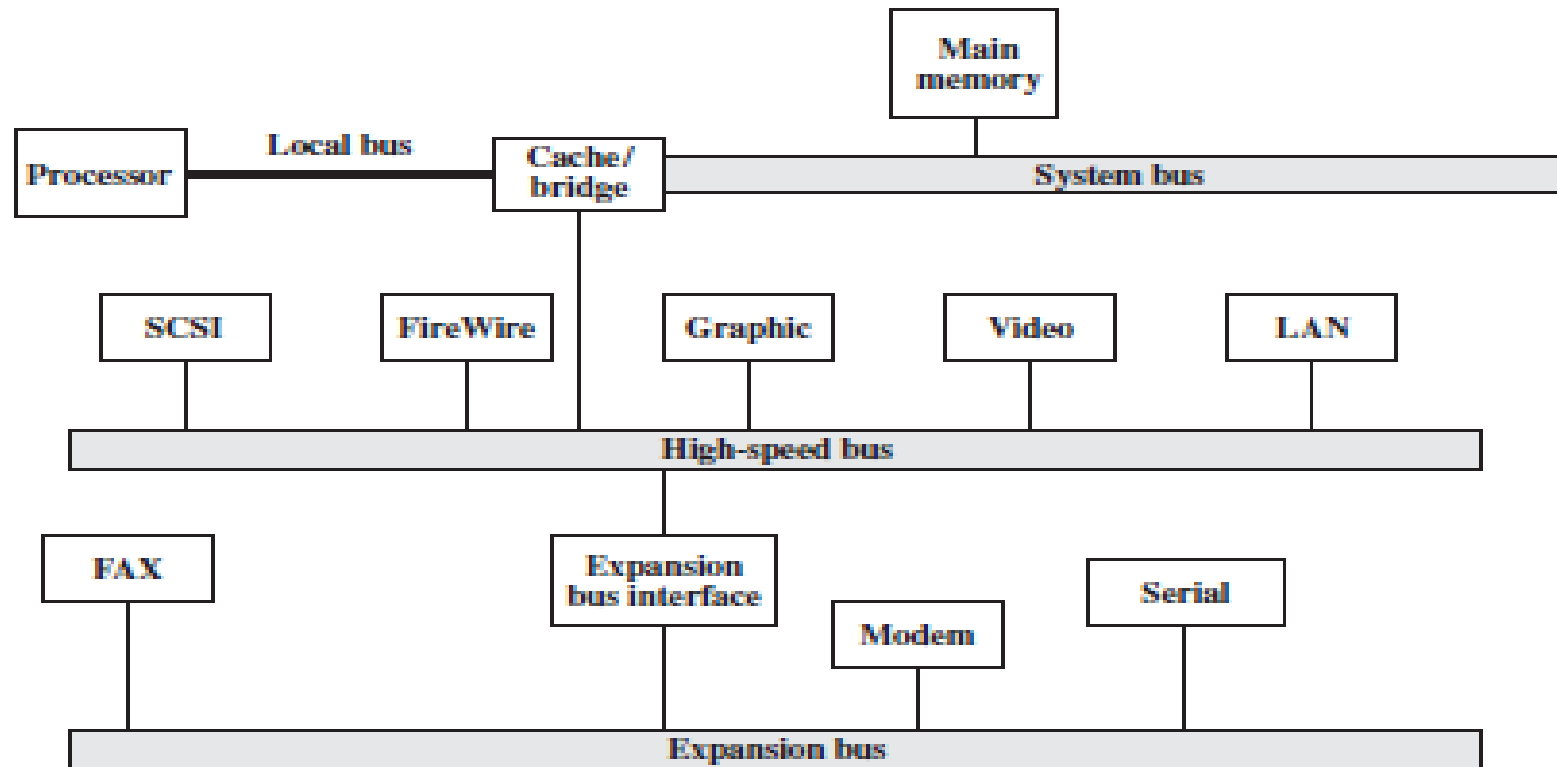 Main
memory
Local bus
Processor
Cache/
bridge
System bus
SCSI
FireWire
Graphic
Video
LAN
High-speed bus
FAX
Expansion
bus interface
Modem
Serial
Expansion bus